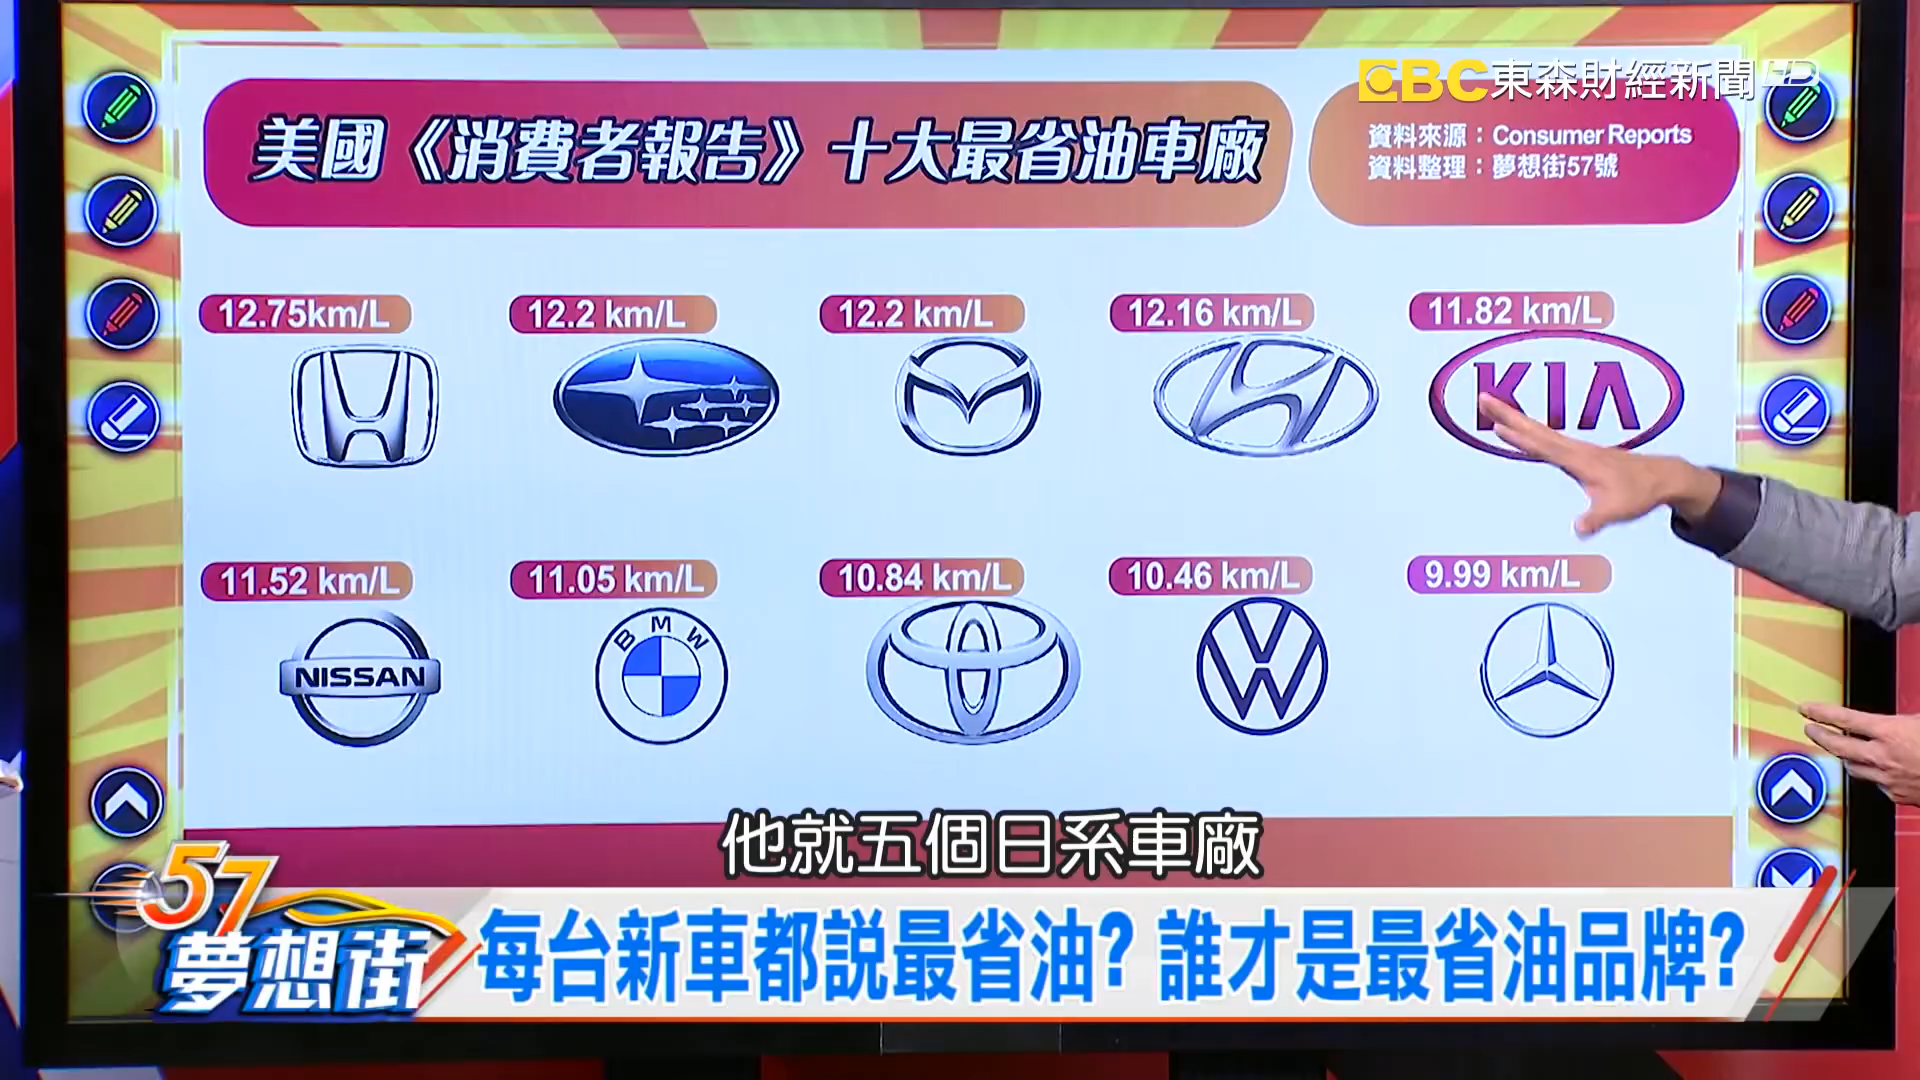 EBC東森財經新聞HD
美國《消費者報告》十大最省油車廠
資料來源：Consumer Reports
資料整理：夢想街57號
12.75km/L
12.2 km/L
12.2 km/L
12.16 km/L
11.82 km/L
KIA
11.52 km/L
11.05 km/L
10.84 km/L
10.46 km/L
9.99 km/L
NISSAN
BMW
他就五個日系車廠
57夢想街
每台新車都説最省油? 誰才是最省油品牌?